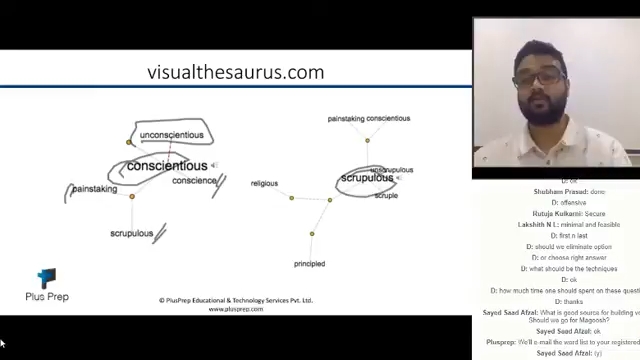 visualthesaurus.com
unconscientious
conscientious
conscience
painstaking
scrupulous
painstaking conscientious
unscrupulous
scrupulous
religious
scruple
principled
Plus Prep
© PlusPrep Educational & Technology Services Pvt. Ltd.
www.plusprep.com
D: ok
Shubham Prasad: done
D: offensive
Rutuja Kulkarni: Secure
Lakshith N L: minimal and feasible
D: first n last
D: should we eliminate option
D: or choose right answer
D: what should be the techniques
D: ok
D: how much time one should spent on these questi
D: thanks
Sayed Saad Afzal: What is good source for building v
Should we go for Magoosh?
Sayed Saad Afzal: ok
Plusprep: We'll e-mail the word list to your registered
Sayed Saad Afzal: (y)